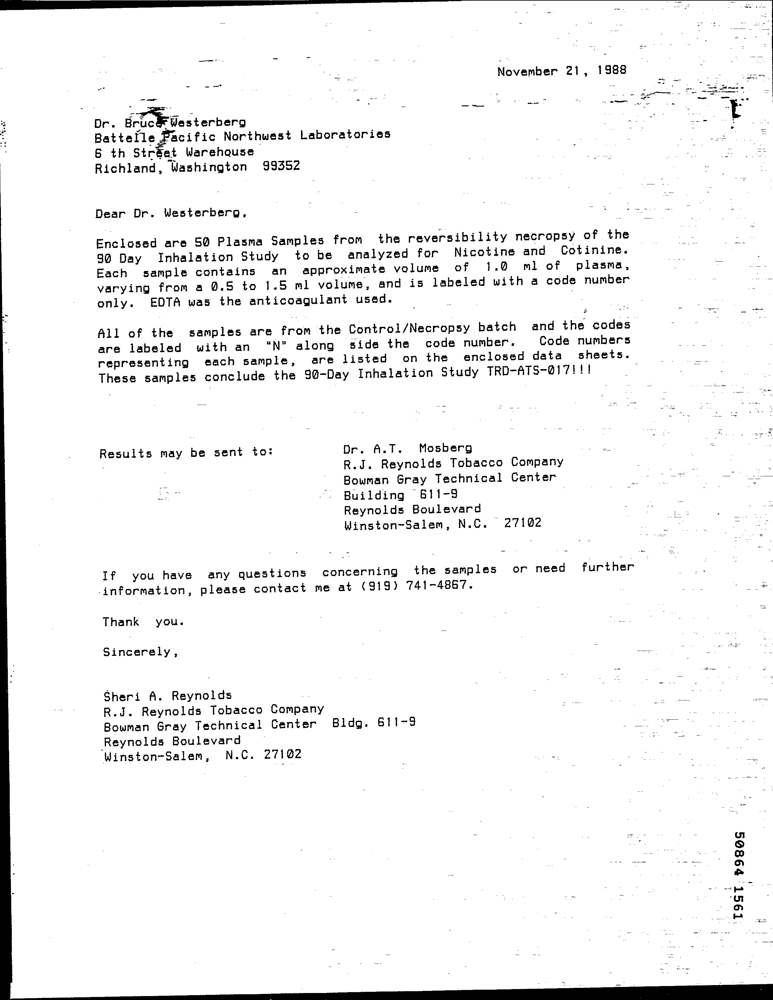 November 21, 1988
Dr. Bruce Westerberg
Battelle Pacific Northwest Laboratories
6 th Street Warehouse
Richland, Washington 99352
Dear Dr. Westerberg.
Enclosed are 50 Plasma Samples from the reversibility necropsy of the
90 Day Inhalation Study to be analyzed for Nicotine and Cotinine.
Each sample contains an approximate volume of 1.0 ml of plasma,
varying from a 0.5 to 1.5 ml volume, and is labeled with a code number
only. EDTA was the anticoagulant used.
All of the samples are from the Control/Necropsy batch and the codes
are labeled with an "N" along side the code number. Code numbers
representing each sample, are listed on the enclosed data sheets.
These samples conclude the 90-Day Inhalation Study TRD-ATS-017!!!
Results may be sent to: Dr. A.T. Mosberg
R.J. Reynolds Tobacco Company
Bowman Gray Technical Center
Building 611-9
Reynolds Boulevard
Winston-Salem, N.C. 27102
If you have any questions concerning the samples or need further
information, please contact me at (919) 741-4867.
Thank you.
Sincerely,
Sheri A. Reynolds
R.J. Reynolds Tobacco Company
Bowman Gray Technical Center Bldg. 611-9
Reynolds Boulevard
Winston-Salem, N.C. 27102
50864 1561